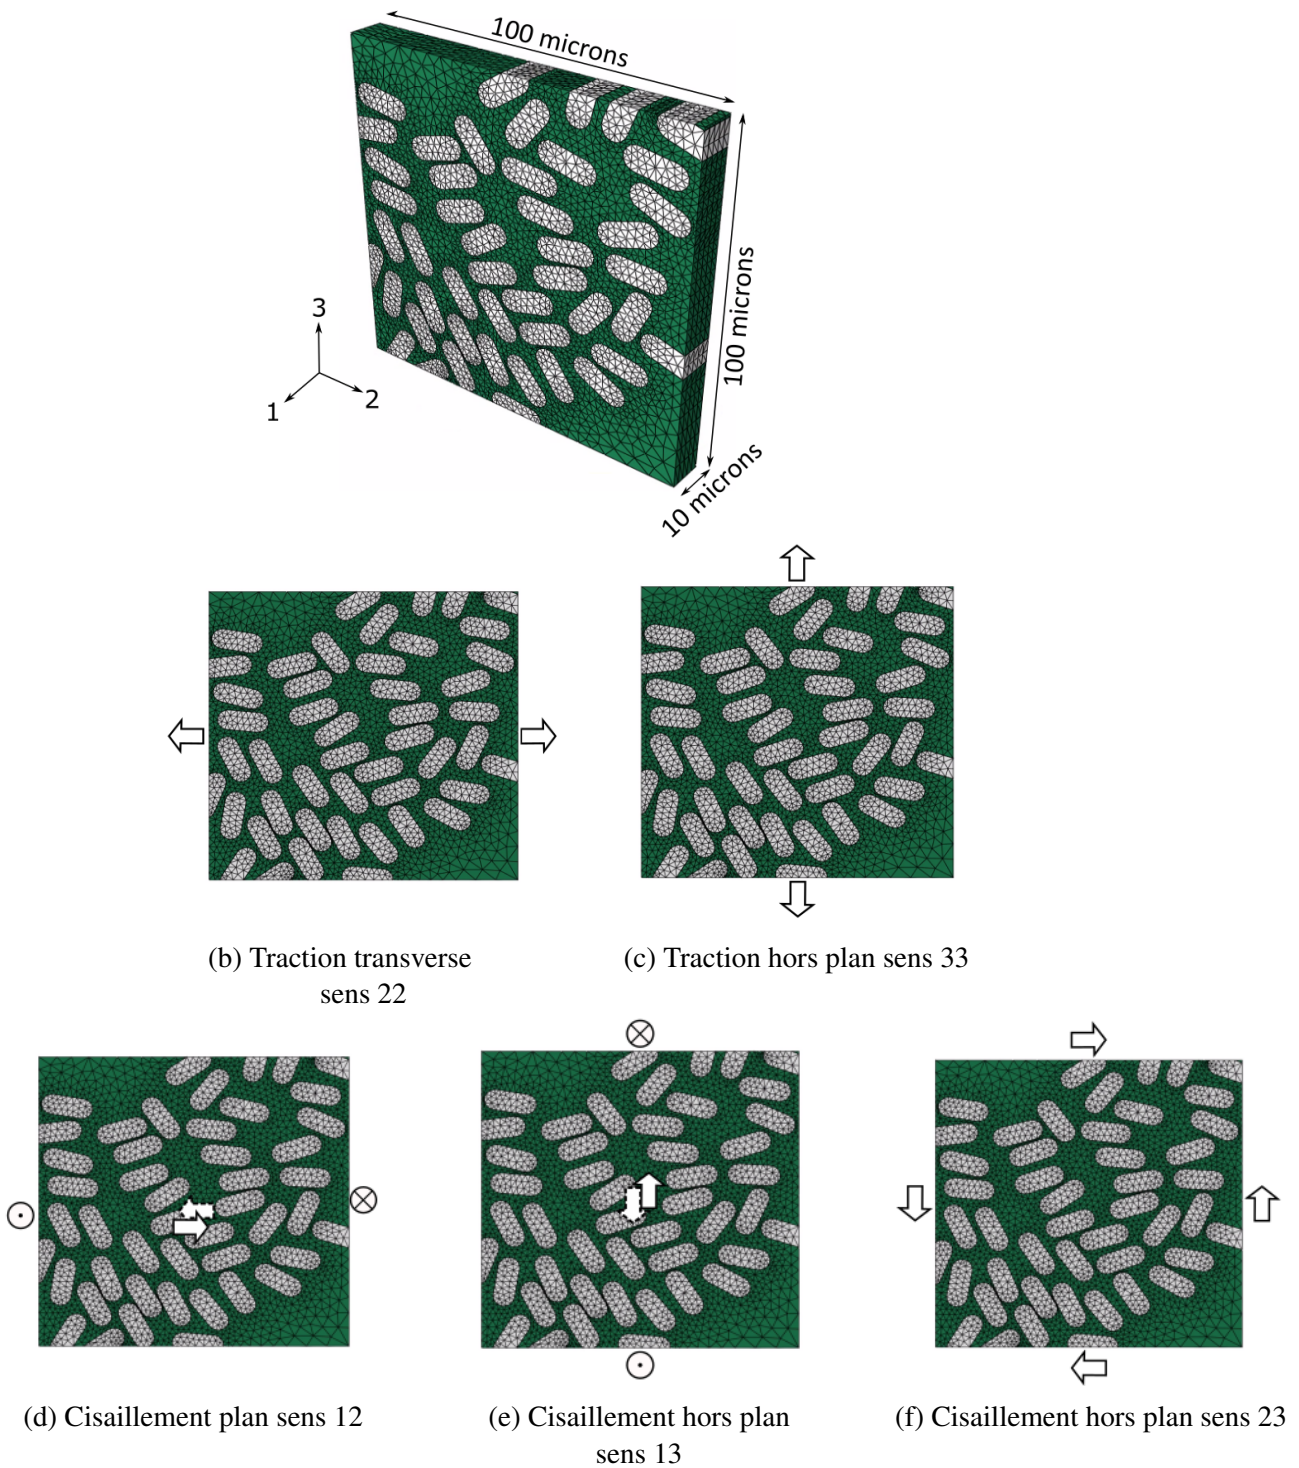 100 microns
100 microns
3
1
2
10 microns
(b) Traction transverse
sens 22
(c) Traction hors plan sens 33
(d) Cisaillement plan sens 12
(e) Cisaillement hors plan
sens 13
(f) Cisaillement hors plan sens 23